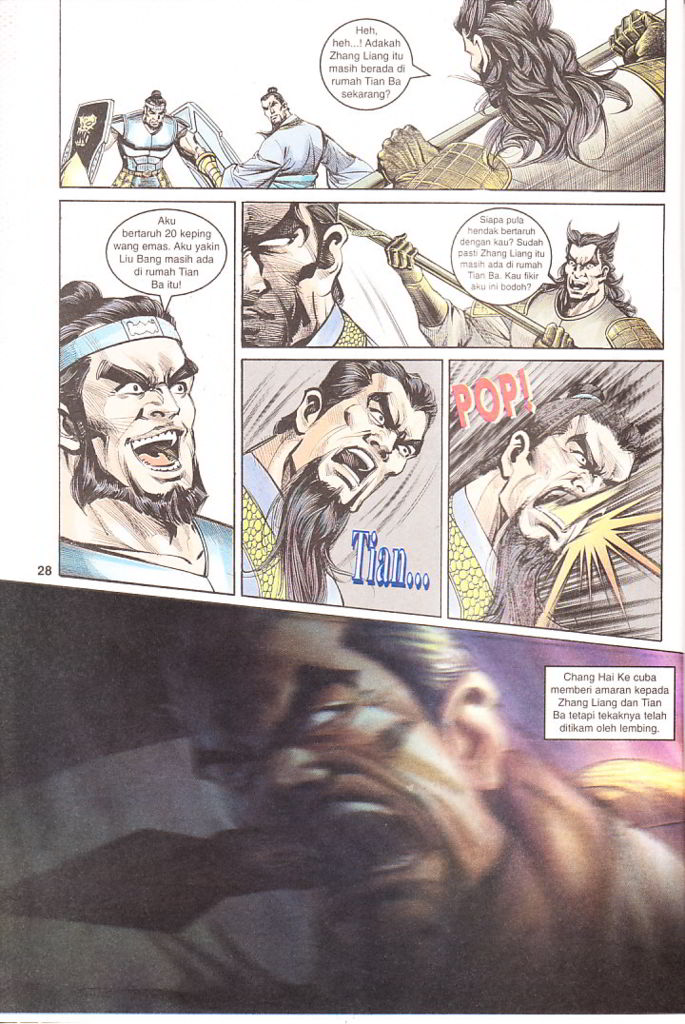 Heh,
heh...! Adakah
Zhang Liang itu
masih berada di
rumah Tian Ba
sekarang?
Aku
bertaruh 20 keping
wang emas. Aku yakin
Liu Bang masih ada
di rumah Tian
Ba itu!
Siapa pula
hendak bertaruh
dengan kau? Sudah
pasti Zhang Liang itu
masih ada di rumah
Tian Ba. Kau fikir
aku ini bodoh?
Tian...
POP!
28
Chang Hai Ke cuba
memberi amaran kepada
Zhang Liang dan Tian
Ba tetapi tekaknya telah
ditikam oleh lembing.